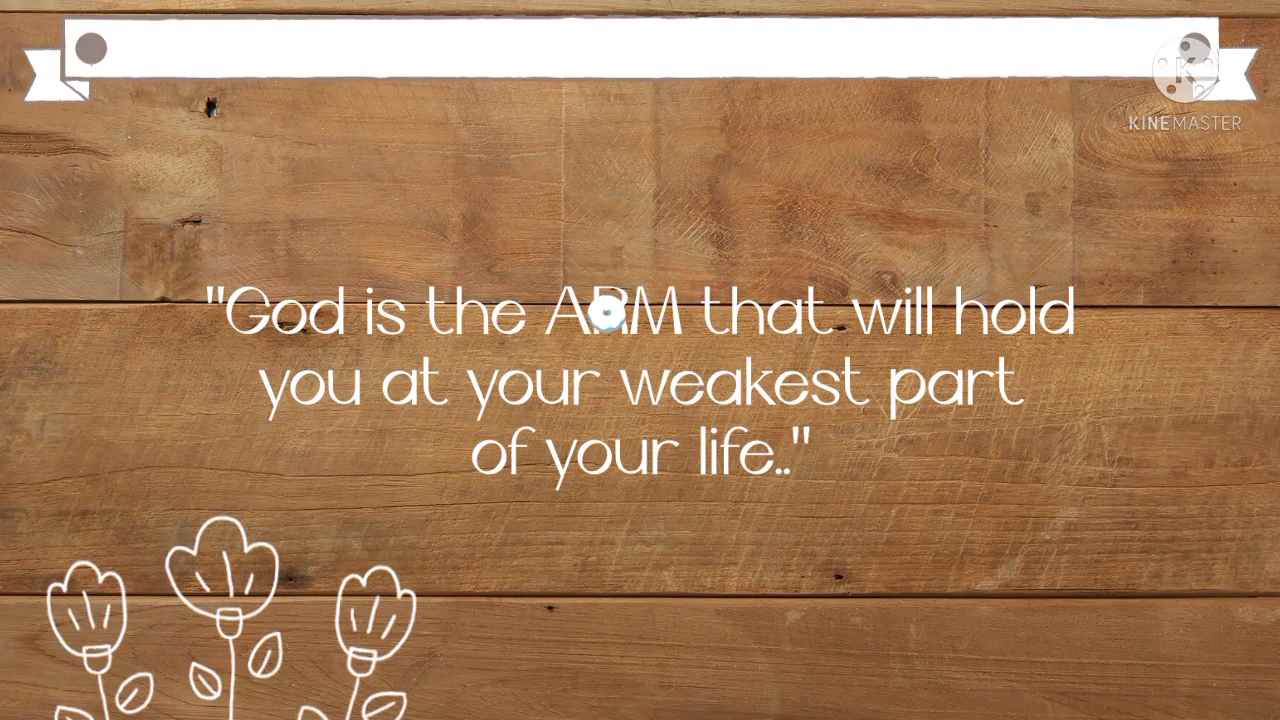 KINEMASTER
"God is the ARM that will hold
you at your weakest part
of your life.."